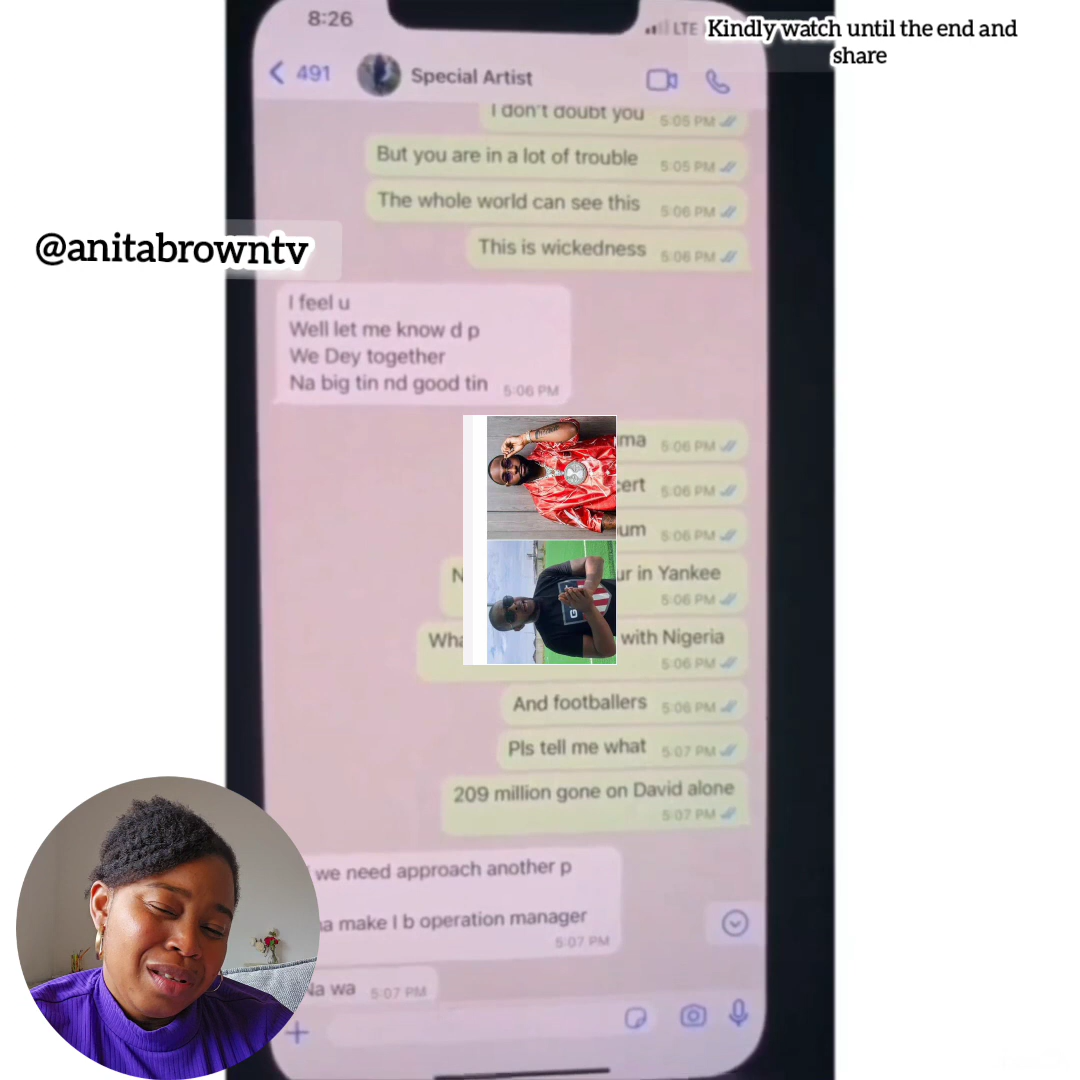 8:26
LTE
Kindly watch until the end and
share
491
Special Artist
I don't doubt you 5:05 PM
But you are in a lot of trouble 5:05 PM
The whole world can see this 5:06 PM
@anitabrowntv
This is wickedness 5:06 PM
I feel u
Well let me know d p
We Dey together
Na big tin nd good tin 5:06 PM
ma 5:06 PM
cert 5:06 PM
um 5:06 PM
N ur in Yankee
5:06 PM
Wha with Nigeria
5:06 PM
And footballers 5:06 PM
Pls tell me what 5:07 PM
209 million gone on David alone
5:07 PM
we need approach another p
a make I b operation manager
5:07 PM
Na wa 5:07 PM